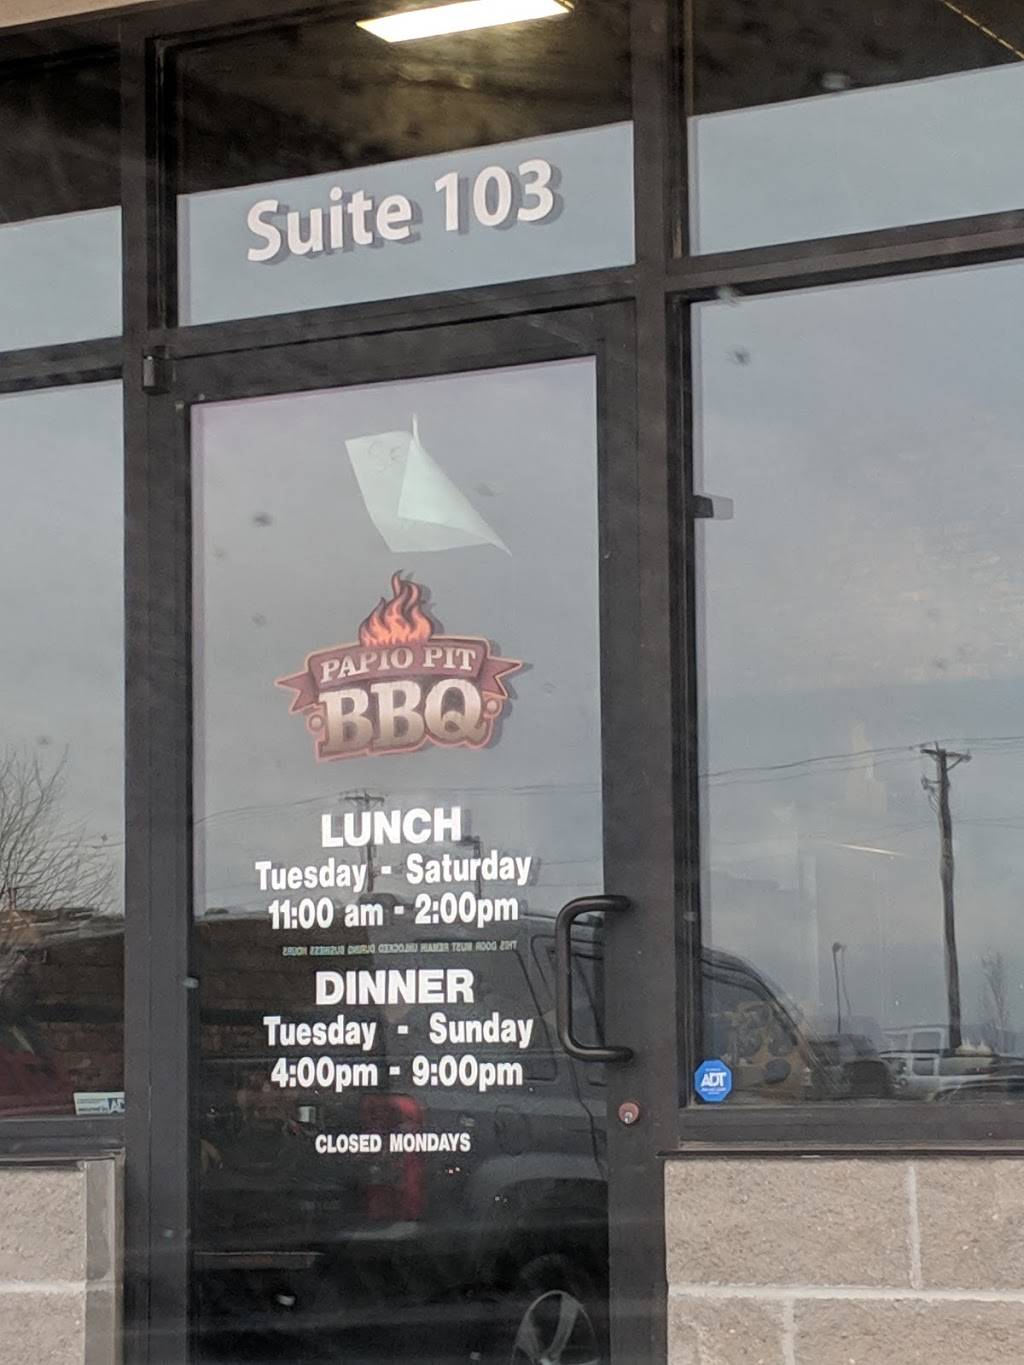 Suite 103
PAPIO PIT
BBQ
LUNCH
Tuesday - Saturday
11:00 am - 2:00pm
THIS DOOR MUST REMAIN UNLOCKED DURING BUSINESS HOURS
DINNER
Tuesday - Sunday
4:00pm - 9:00pm
ADT
CLOSED MONDAYS